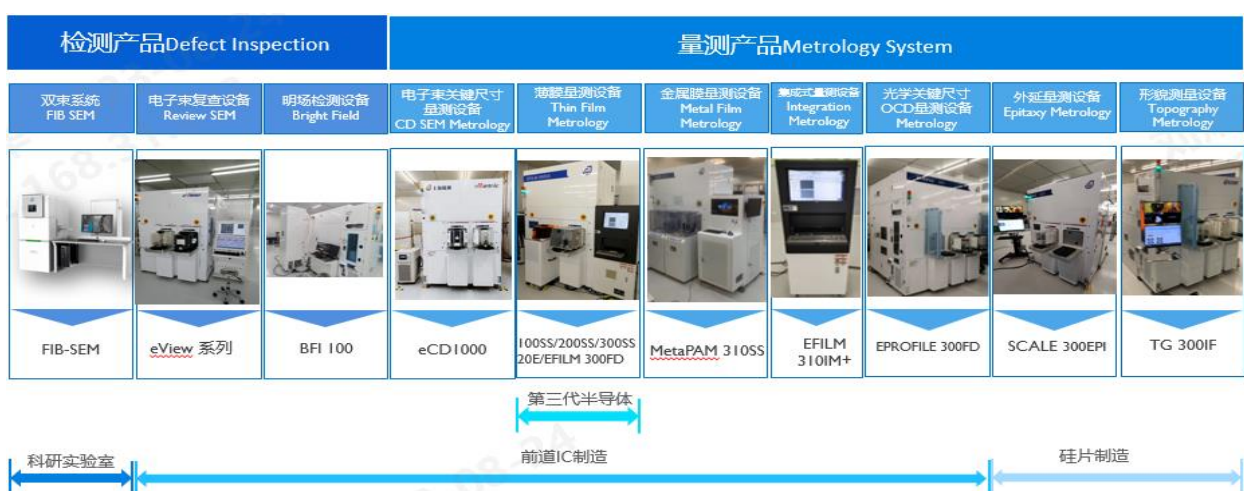 检测产品Defect Inspection
量测产品Metrology System
双束系统
FIB SEM
电子束复查设备
Review SEM
明场检测设备
Bright Field
电子束关键尺寸
量测设备
CD SEM Metrology
薄膜量测设备
Thin Film
Metrology
金属膜量测设备
Metal Film
Metrology
集成式量测设备
Integration
Metrology
光学关键尺寸
OCD量测设备
Metrology
外延量测设备
Epitaxy Metrology
形貌测量设备
Topography
Metrology
FIB-SEM
eView 系列
BFI 100
eCD1000
100SS/200SS/300SS
20E/EFILM 300FD
MetaPAM 310SS
EFILM
310IM+
EPROFILE 300FD
SCALE 300EPI
TG 300IF
第三代半导体
科研实验室
前道IC制造
硅片制造